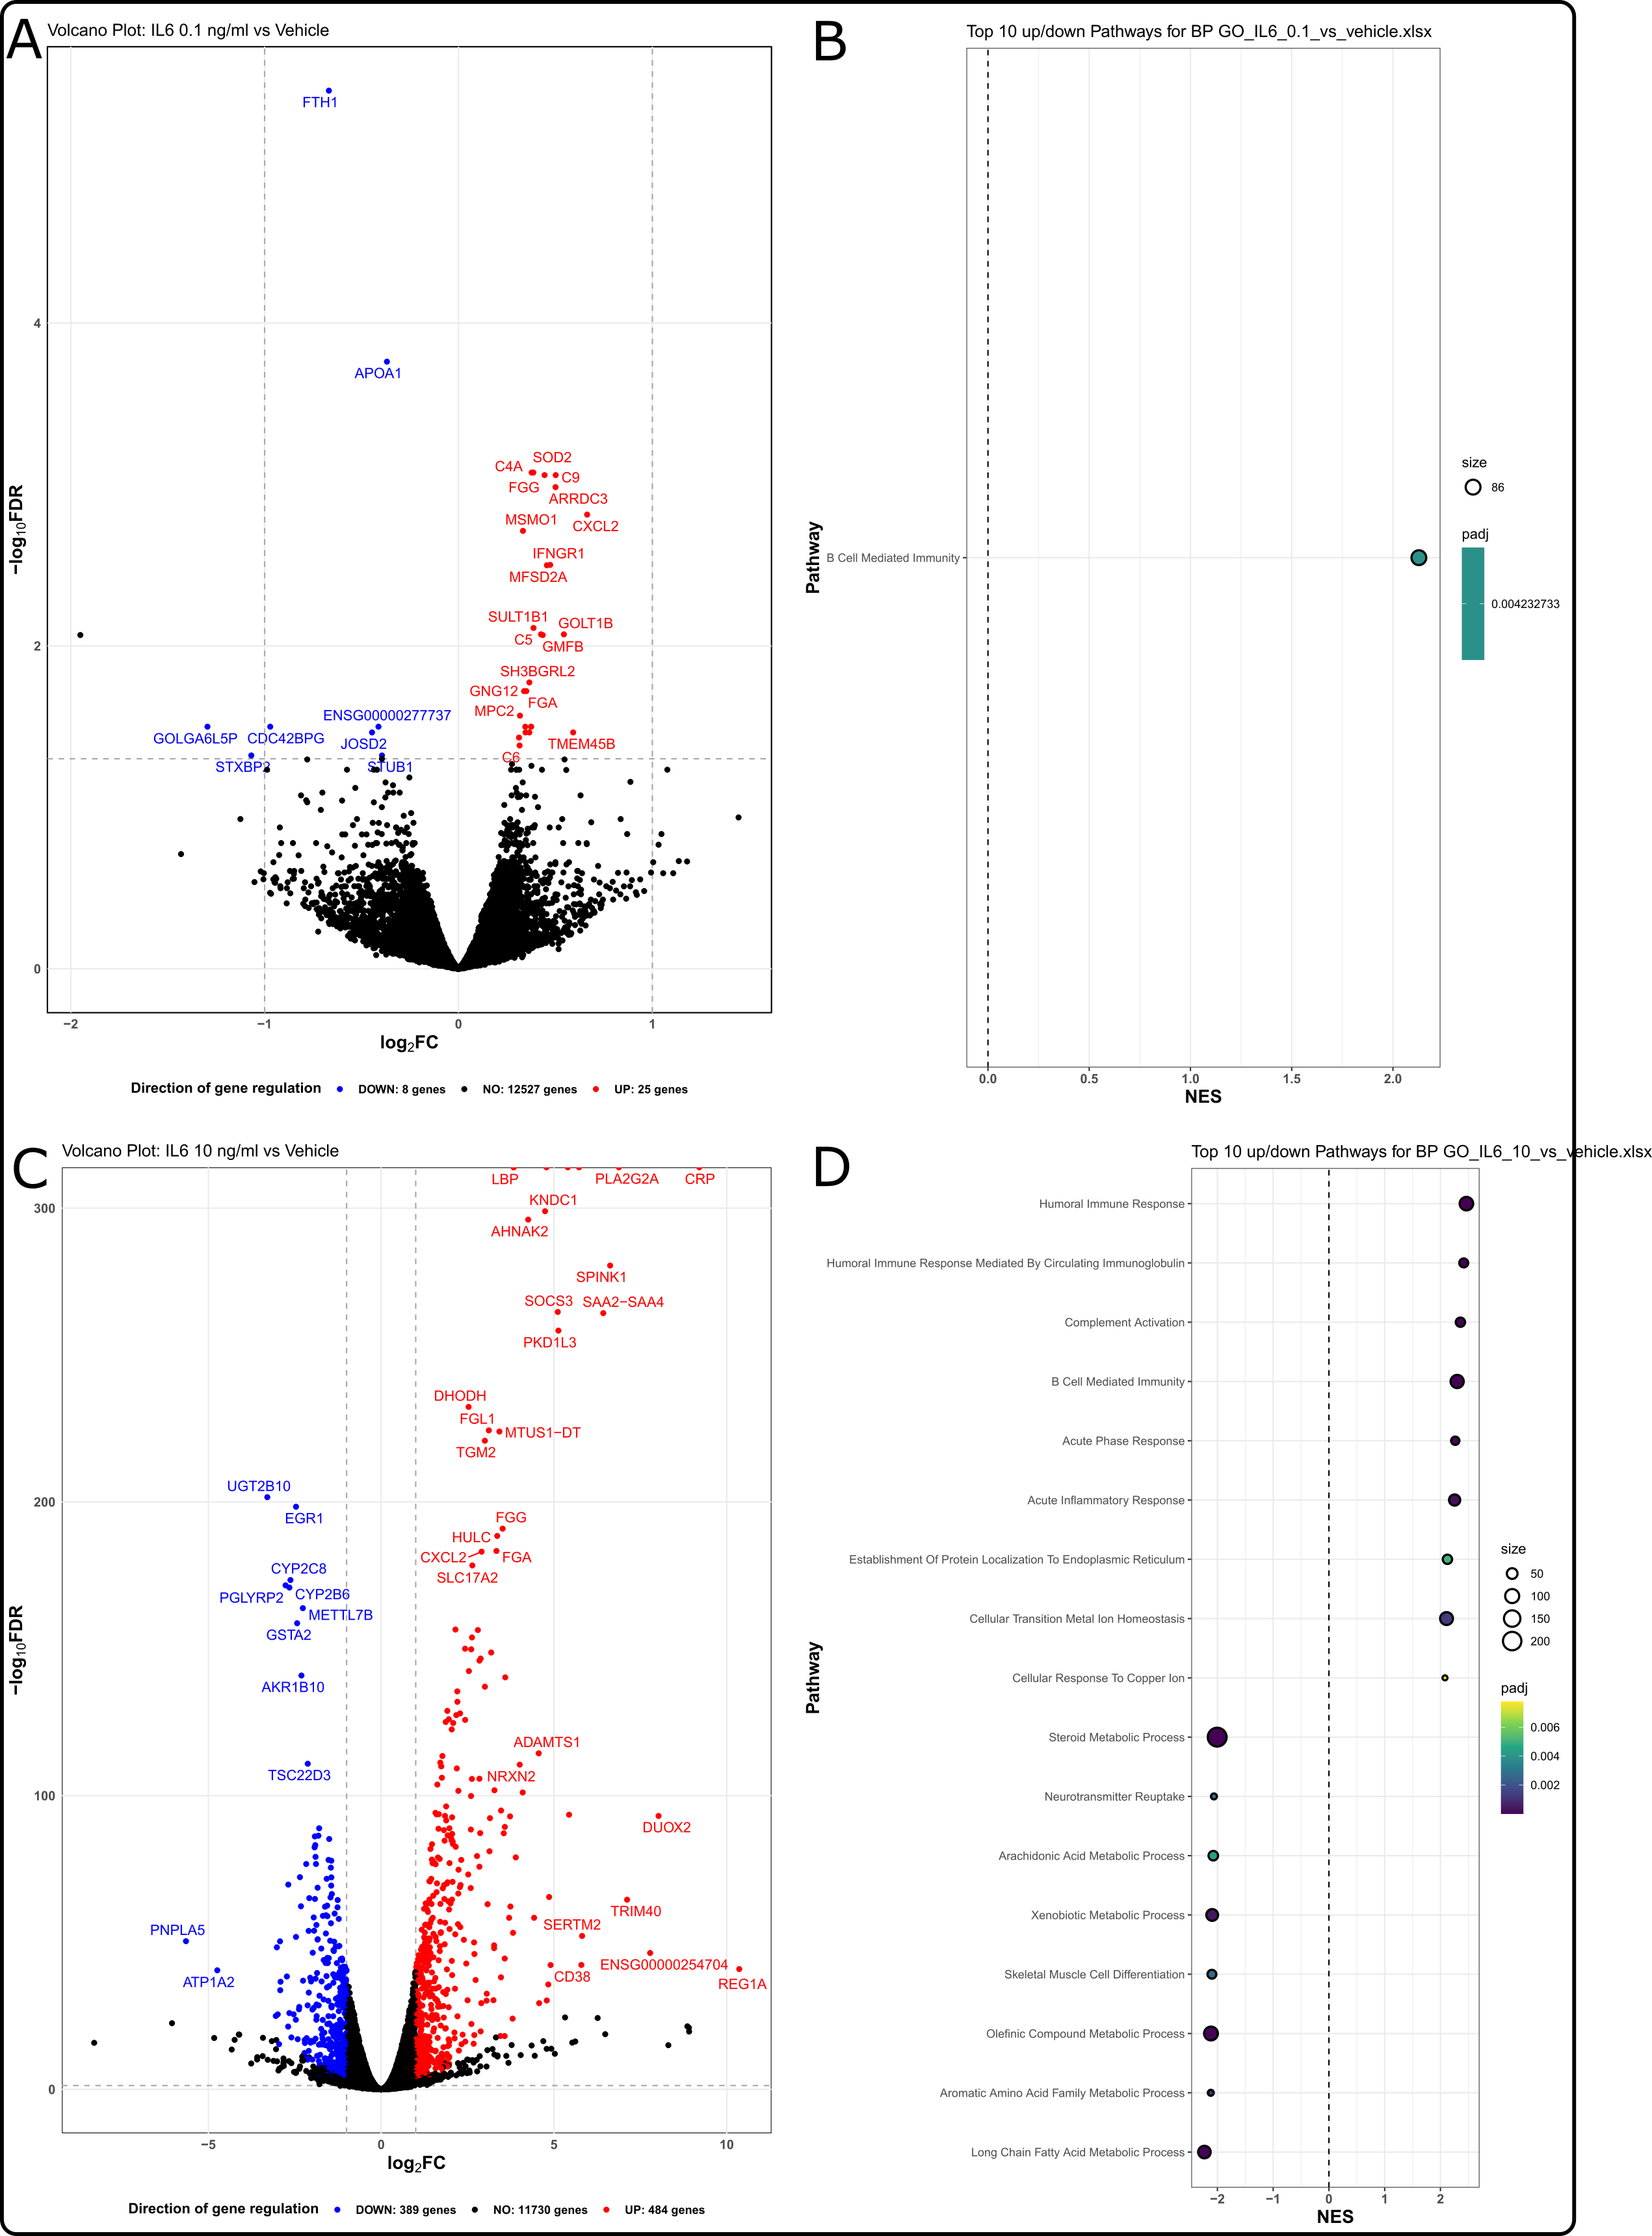 A
Volcano Plot: IL6 0.1 ng/ml vs Vehicle
FTH1
4
APOA1
SOD2
C4A
C9
FGG
ARRDC3
MSMO1
CXCL2
IFNGR1
MFSD2A
SULT1B1
GOLT1B
C5
GMFB
2
SH3BGRL2
GNG12
FGA
MPC2
ENSG00000277737
GOLGA6L5P
CDC42BPG
JOSD2
TMEM45B
C6
STXBP2
STUB1
0
−log10FDR
−2
−1
0
1
log2FC
Direction of gene regulation
DOWN: 8 genes
NO: 12527 genes
UP: 25 genes
B
Top 10 up/down Pathways for BP GO_IL6_0.1_vs_vehicle.xlsx
Pathway
B Cell Mediated Immunity
0.0
0.5
1.0
1.5
2.0
NES
size
86
padj
0.004232733
C
Volcano Plot: IL6 10 ng/ml vs Vehicle
LBP
PLA2G2A
CRP
KNDC1
300
AHNAK2
SPINK1
SOCS3
SAA2−SAA4
PKD1L3
DHODH
FGL1
MTUS1−DT
TGM2
UGT2B10
200
EGR1
FGG
HULC
CXCL2
FGA
CYP2C8
SLC17A2
PGLYRP2
CYP2B6
METTL7B
GSTA2
AKR1B10
ADAMTS1
TSC22D3
NRXN2
100
DUOX2
TRIM40
PNPLA5
SERTM2
ENSG00000254704
CD38
ATP1A2
REG1A
0
−log10FDR
−5
0
5
10
log2FC
Direction of gene regulation
DOWN: 389 genes
NO: 11730 genes
UP: 484 genes
D
Top 10 up/down Pathways for BP GO_IL6_10_vs_vehicle.xlsx
Pathway
Humoral Immune Response
Humoral Immune Response Mediated By Circulating Immunoglobulin
Complement Activation
B Cell Mediated Immunity
Acute Phase Response
Acute Inflammatory Response
Establishment Of Protein Localization To Endoplasmic Reticulum
Cellular Transition Metal Ion Homeostasis
Cellular Response To Copper Ion
Steroid Metabolic Process
Neurotransmitter Reuptake
Arachidonic Acid Metabolic Process
Xenobiotic Metabolic Process
Skeletal Muscle Cell Differentiation
Olefinic Compound Metabolic Process
Aromatic Amino Acid Family Metabolic Process
Long Chain Fatty Acid Metabolic Process
−2
−1
0
1
2
NES
size
50
100
150
200
padj
0.006
0.004
0.002